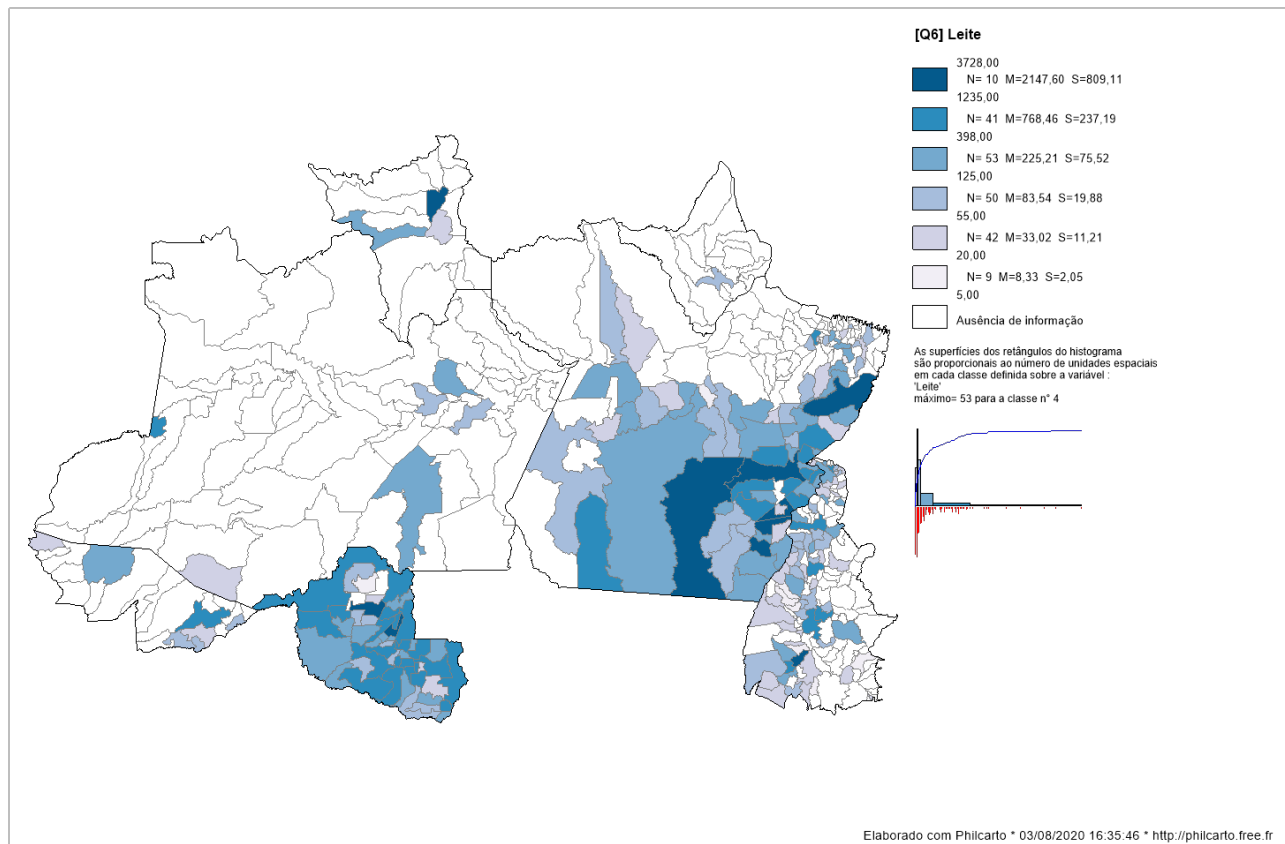 [Q6] Leite
3728,00
N= 10 M=2147,60 S=809,11
1235,00
N= 41 M=768,46 S=237,19
398,00
N= 53 M=225,21 S=75,52
125,00
N= 50 M=83,54 S=19,88
55,00
N= 42 M=33,02 S=11,21
20,00
N= 9 M=8,33 S=2,05
5,00
Ausência de informação
As superfícies dos retângulos do histograma
são proporcionais ao número de unidades espaciais
em cada classe definida sobre a variável :
'Leite'
máximo= 53 para a classe n° 4
Elaborado com Philcarto * 03/08/2020 16:35:46 * http://philcarto.free.fr